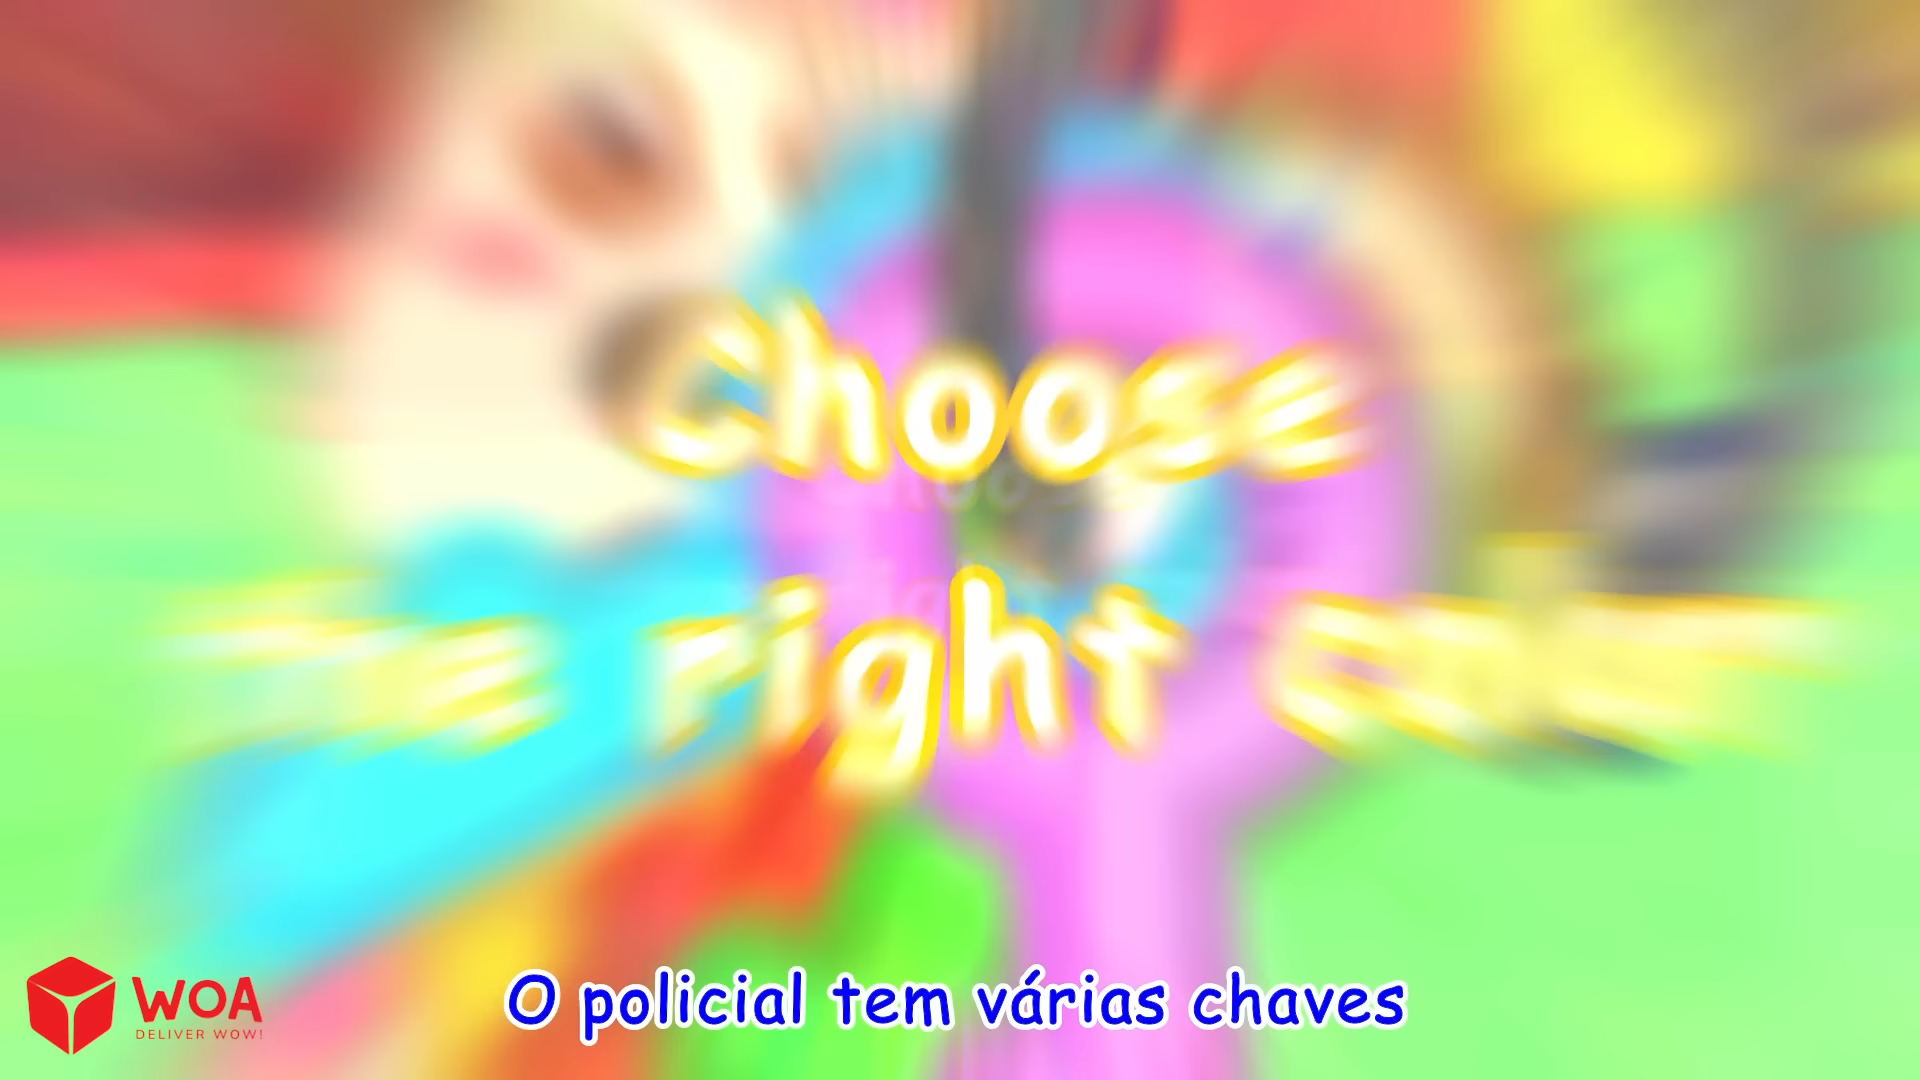 Choose
right
WOA
DELIVER WOW!
O policial tem várias chaves